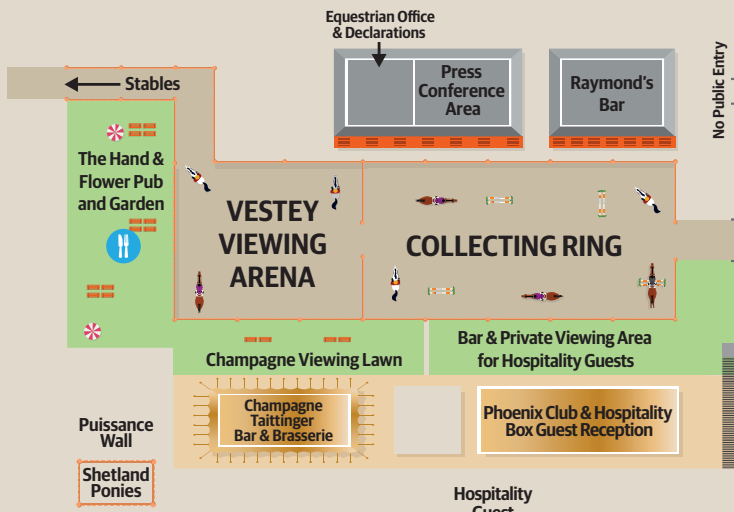 Equestrian Office
& Declarations
Press
Conference
Area
Raymond's
Bar
No Public Entry
Stables
The Hand &
Flower Pub
and Garden
VESTEY
VIEWING
ARENA
COLLECTING RING
Champagne Viewing Lawn
Bar & Private Viewing Area
for Hospitality Guests
Champagne
Taittinger
Bar & Brasserie
Phoenix Club & Hospitality
Box Guest Reception
Puissance
Wall
Shetland
Ponies
Hospitality
Guest